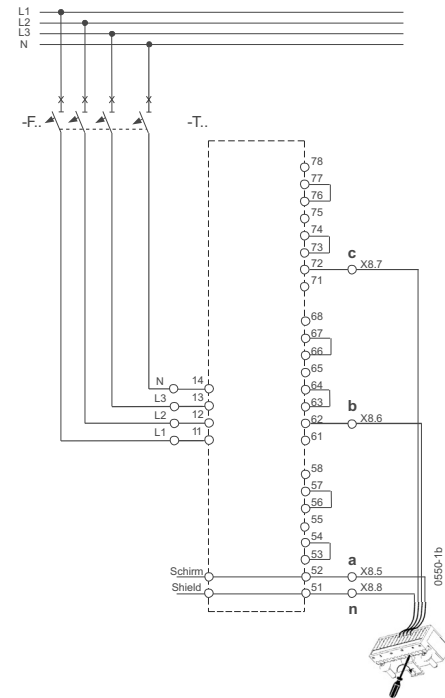 L1
L2
L3
N
-F..
-T..
78
77
76
75
74
73
c
72
X8.7
71
68
67
66
65
N
14
64
L3
13
63
b
L2
12
62
X8.6
L1
11
61
58
57
56
55
54
53
a
Schirm
52
X8.5
Shield
51
X8.8
n
0550-1b